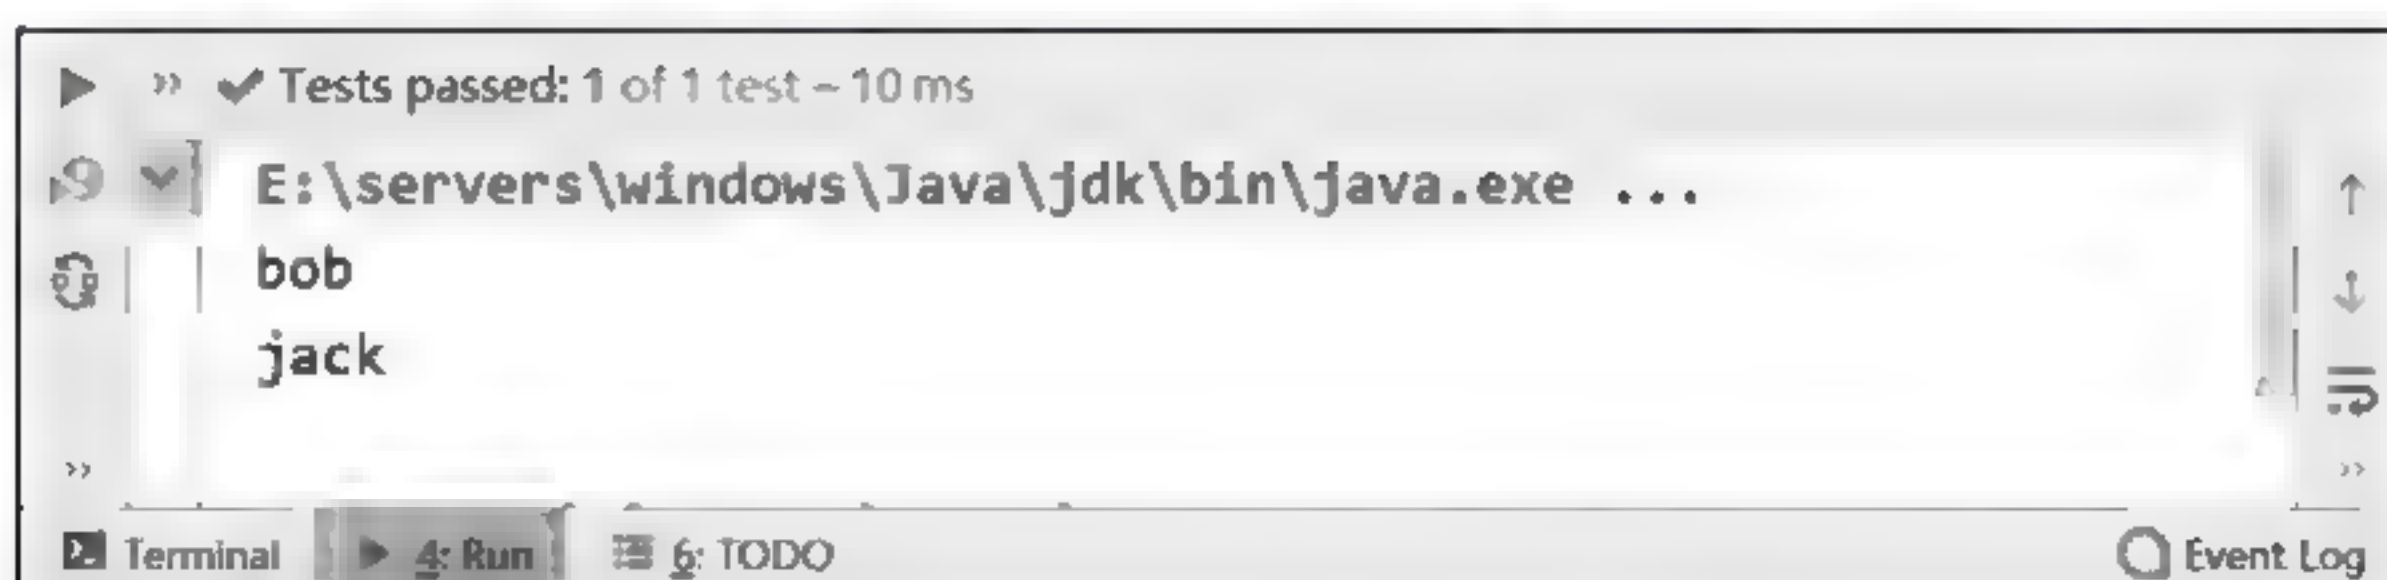 Tests passed: 1 of 1 test – 10 ms
E:\servers\windows\Java\jdk\bin\java.exe ...
bob
jack
Terminal 4: Run 6: TODO Event Log